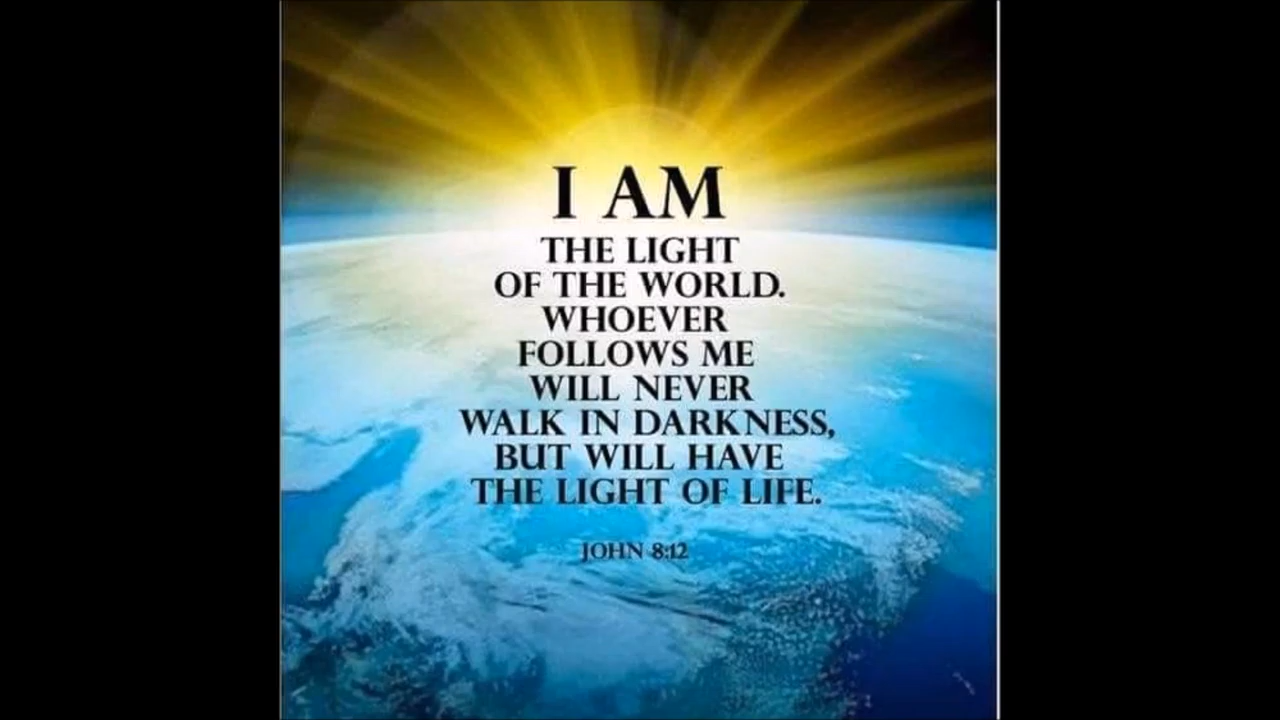 I AM
THE LIGHT
OF THE WORLD.
WHOEVER
FOLLOWS ME
WILL NEVER
WALK IN DARKNESS,
BUT WILL HAVE
THE LIGHT OF LIFE.
JOHN 8:12